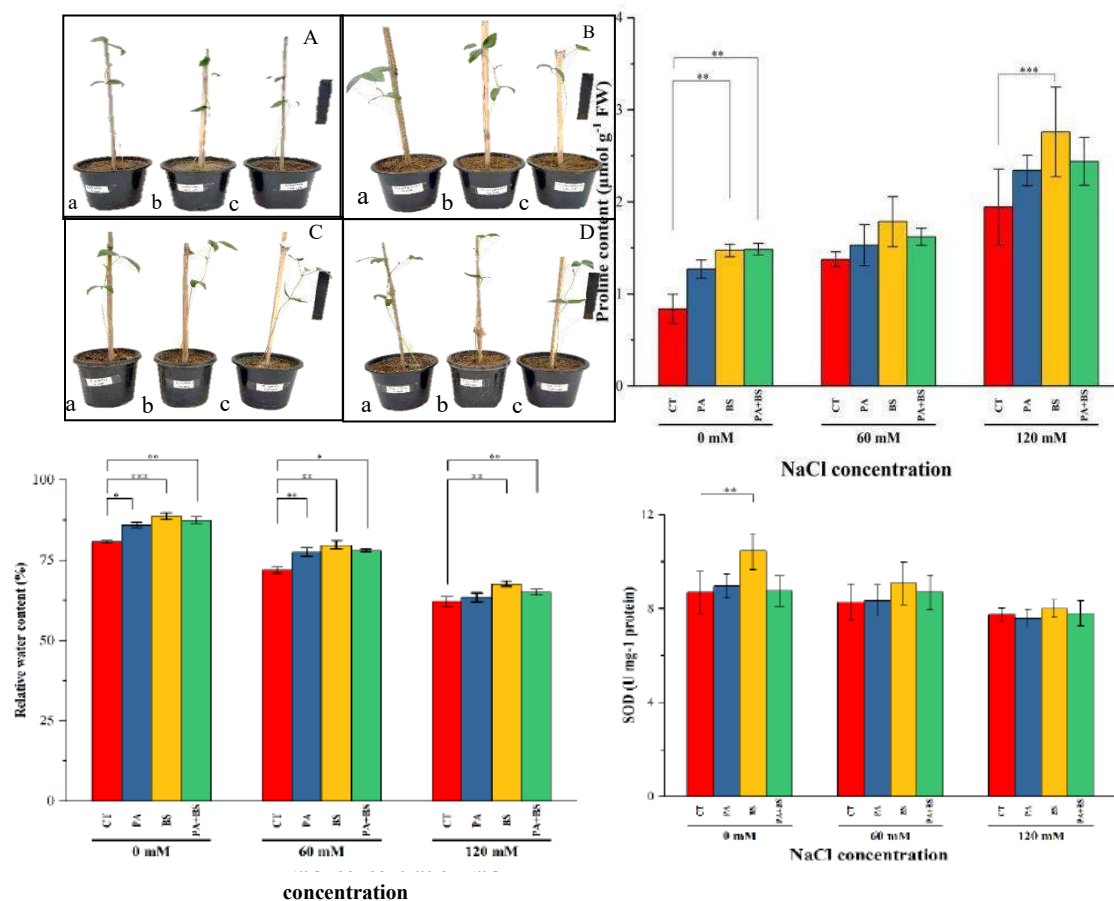 A
a
b
c
B
a
b
c
C
a
b
c
D
a
b
c
Proline content (µmol g⁻¹ FW)
4
3
2
1
0
**
**
***
CT
PA
BS
PA+BS
CT
PA
BS
PA+BS
CT
PA
BS
PA+BS
0 mM
60 mM
120 mM
NaCl concentration
Relative water content (%)
100
75
50
25
0
**
***
*
*
**
**
**
**
CT
PA
BS
PA+BS
CT
PA
BS
PA+BS
CT
PA
BS
PA+BS
0 mM
60 mM
120 mM
concentration
SOD (U mg-1 protein)
12
8
4
0
**
CT
PA
BS
PA+BS
CT
PA
BS
PA+BS
CT
PA
BS
PA+BS
0 mM
60 mM
120 mM
NaCl concentration